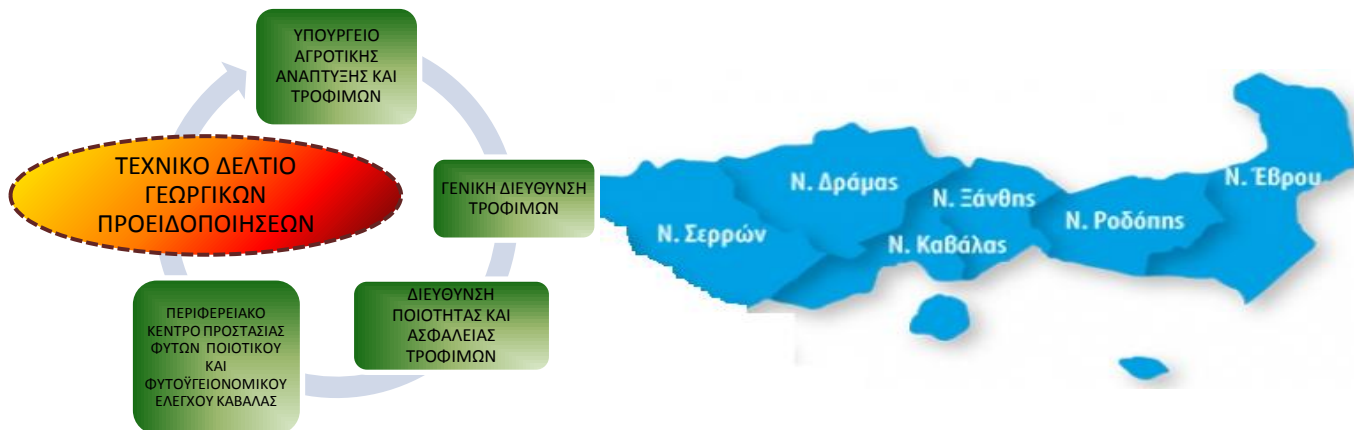 ΥΠΟΥΡΓΕΙΟ
ΑΓΡΟΤΙΚΗΣ
ΑΝΑΠΤΥΞΗΣ ΚΑΙ
ΤΡΟΦΙΜΩΝ
ΓΕΝΙΚΗ ΔΙΕΥΘΥΝΣΗ
ΤΡΟΦΙΜΩΝ
ΔΙΕΥΘΥΝΣΗ
ΠΟΙΟΤΗΤΑΣ ΚΑΙ
ΑΣΦΑΛΕΙΑΣ
ΤΡΟΦΙΜΩΝ
ΠΕΡΙΦΕΡΕΙΑΚΟ
ΚΕΝΤΡΟ ΠΡΟΣΤΑΣΙΑΣ
ΦΥΤΩΝ ΠΟΙΟΤΙΚΟΥ
ΚΑΙ
ΦΥΤΟΫΓΕΙΟΝΟΜΙΚΟΥ
ΕΛΕΓΧΟΥ ΚΑΒΑΛΑΣ
ΤΕΧΝΙΚΟ ΔΕΛΤΙΟ
ΓΕΩΡΓΙΚΩΝ
ΠΡΟΕΙΔΟΠΟΙΗΣΕΩΝ
Ν. Σερρών
Ν. Δράμας
Ν. Καβάλας
Ν. Ξάνθης
Ν. Ροδόπης
Ν. Έβρου